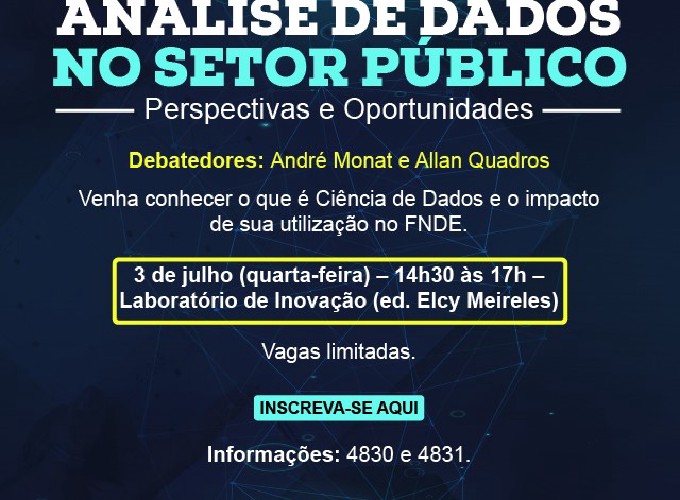 ANÁLISE DE DADOS
NO SETOR PÚBLICO
Perspectivas e Oportunidades
Debatedores: André Monat e Allan Quadros
Venha conhecer o que é Ciência de Dados e o impacto
de sua utilização no FNDE.
3 de julho (quarta-feira) – 14h30 às 17h –
Laboratório de Inovação (ed. Elcy Meireles)
Vagas limitadas.
INSCREVA-SE AQUI
Informações: 4830 e 4831.